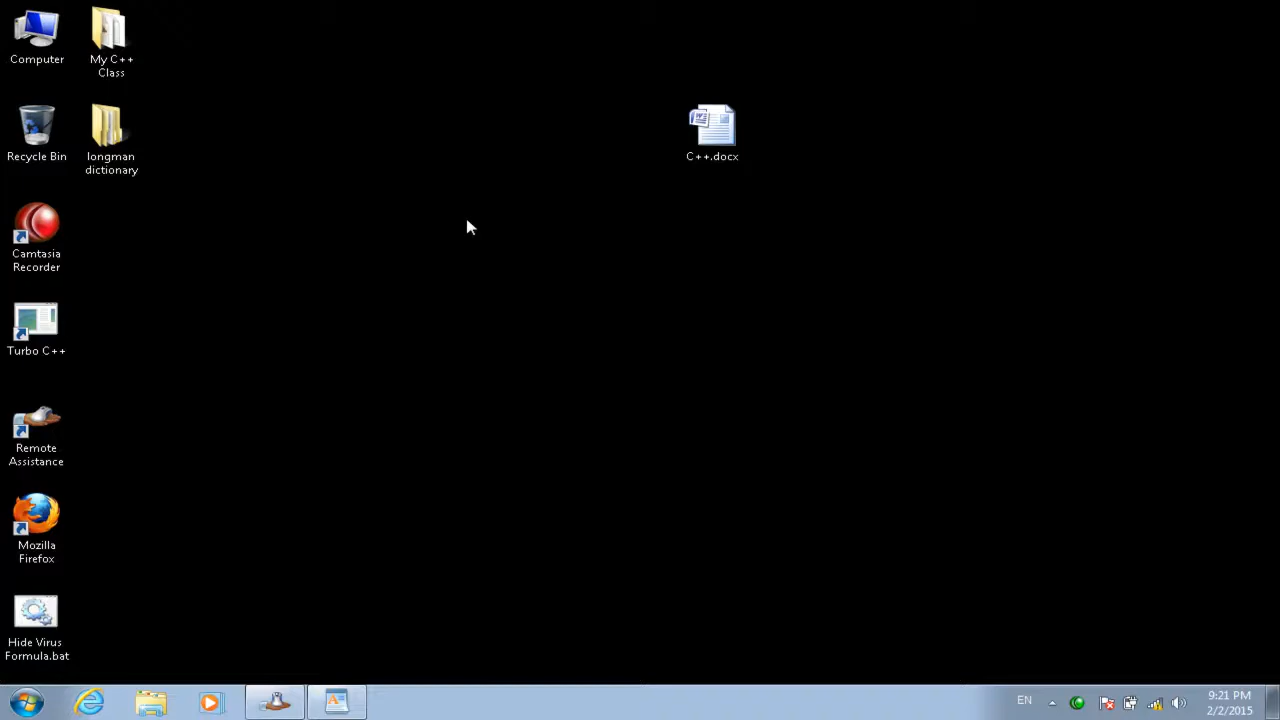 Computer
My C++
Class
Recycle Bin
longman
dictionary
C++.docx
Camtasia
Recorder
Turbo C++
Remote
Assistance
Mozilla
Firefox
Hide Virus
Formula.bat
EN
9:21 PM
2/2/2015